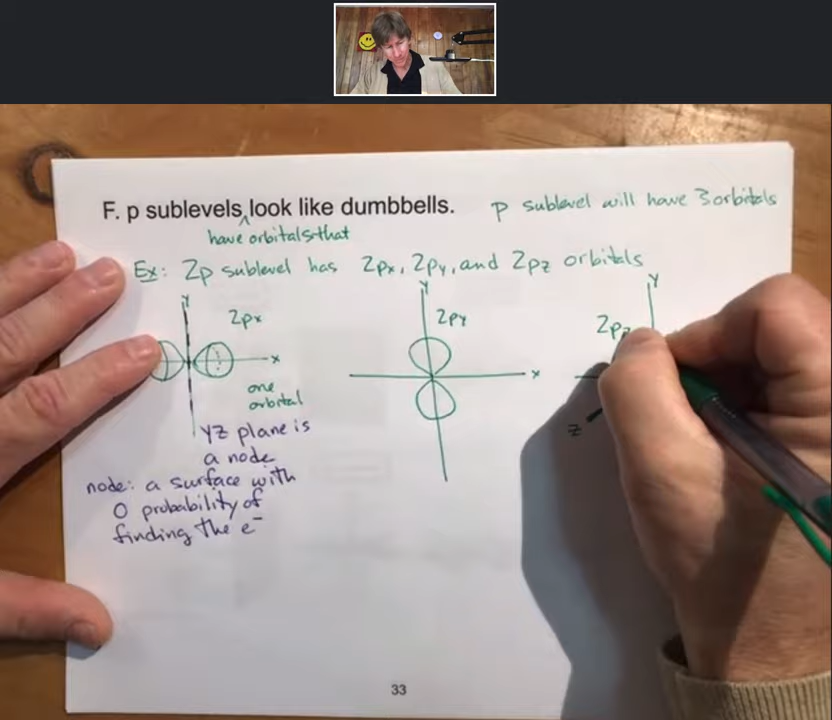 F. p sublevels look like dumbbells. p sublevel will have 3 orbitals
^
have orbitals that
Ex: 2p sublevel has 2px, 2py, and 2pz orbitals
Y
2px
x
one
orbital
YZ plane is
a node
node: a surface with
0 probability of
finding the e⁻
Y
2py
x
Y
z
33